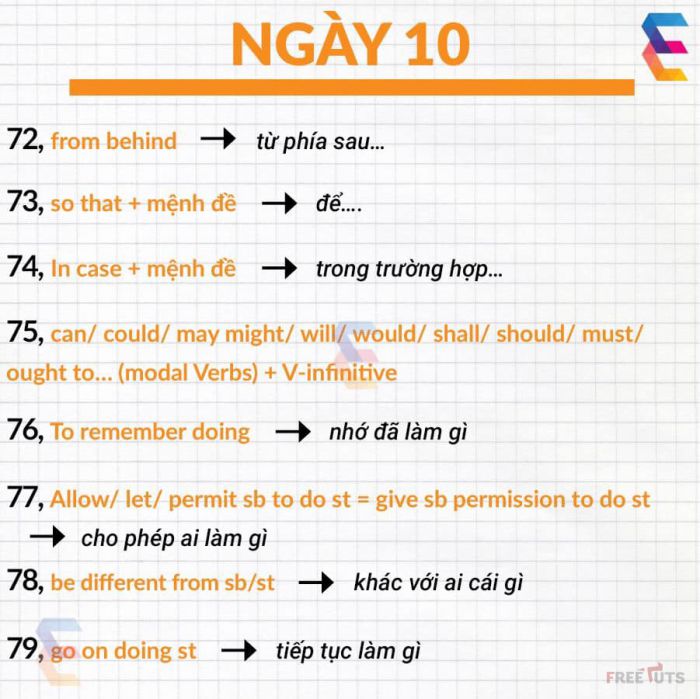 NGÀY 10
72, from behind → từ phía sau...
73, so that + mệnh đề → để....
74, In case + mệnh đề → trong trường hợp...
75, can/ could/ may might/ will/ would/ shall/ should/ must/
ought to... (modal Verbs) + V-infinitive
76, To remember doing → nhớ đã làm gì
77, Allow/ let/ permit sb to do st = give sb permission to do st
→ cho phép ai làm gì
78, be different from sb/st → khác với ai cái gì
79, go on doing st → tiếp tục làm gì
FREETUTS